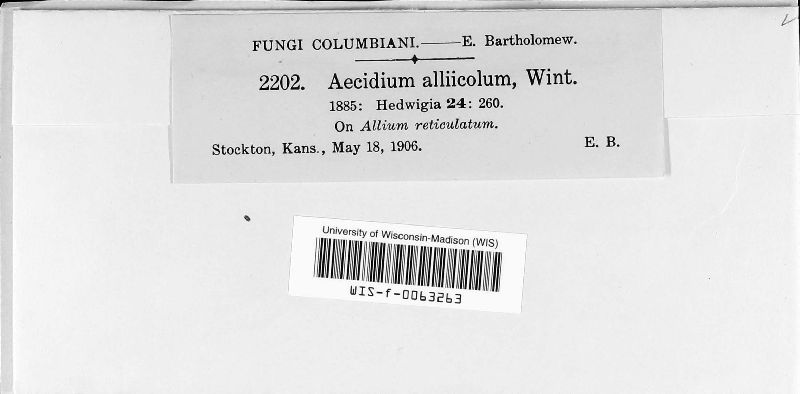 FUNGI COLUMBIANI.——E. Bartholomew.
2202. Aecidium alliicolum, Wint.
1885: Hedwigia 24: 260.
On Allium reticulatum.
Stockton, Kans., May 18, 1906. E. B.
University of Wisconsin-Madison (WIS)
WIS-f-0063263